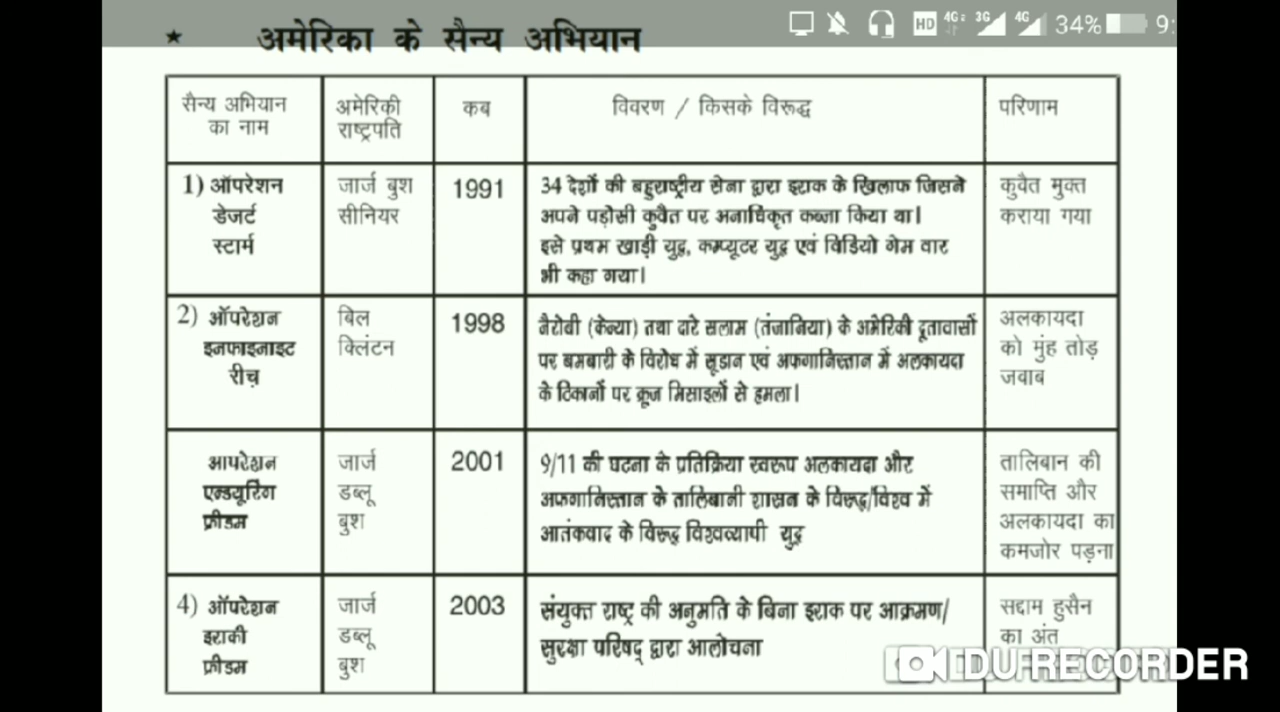 HD 4G 3G 4G 34% 9:
★ अमेरिका के सैन्य अभियान
सैन्य अभियान
का नाम
अमेरिकी
राष्ट्रपति
कब
विवरण / किसके विरूद्ध
परिणाम
1) ऑपरेशन
डेजर्ट
स्टार्म
जार्ज बुश
सीनियर
1991
34 देशों की बहुराष्ट्रीय सेना द्वारा इराक के खिलाफ जिसने
अपने पड़ोसी कुवैत पर अनाधिकृत कब्जा किया था।
इसे प्रथम खाड़ी युद्ध, कम्प्यूटर युद्ध एवं विडियो गेम वार
भी कहा गया।
कुवैत मुक्त
कराया गया
2) ऑपरेशन
इनफाइनाइट
रीच़
बिल
क्लिंटन
1998
नैरोबी (केन्या) तथा दारे सलाम (तंजानिया) के अमेरिकी दूतावासों
पर बमबारी के विरोध में सूडान एवं अफगानिस्तान में अलकायदा
के ठिकानों पर क्रूज मिसाइलों से हमला।
अलकायदा
को मुंह तोड़
जवाब
आपरेशन
एन्ड्यूरिंग
फ्रीडम
जार्ज
डब्लू
बुश
2001
9/11 की घटना के प्रतिक्रिया स्वरूप अलकायदा और
अफगानिस्तान के तालिबानी शासन के विरूद्ध/विश्व में
आतंकवाद के विरूद्ध विश्वव्यापी युद्ध
तालिबान की
समाप्ति और
अलकायदा का
कमजोर पड़ना
4) ऑपरेशन
इराकी
फ्रीडम
जार्ज
डब्लू
बुश
2003
संयुक्त राष्ट्र की अनुमति के बिना इराक पर आक्रमण/
सुरक्षा परिषद् द्वारा आलोचना
सद्दाम हुसैन
का अंत
DU RECORDER